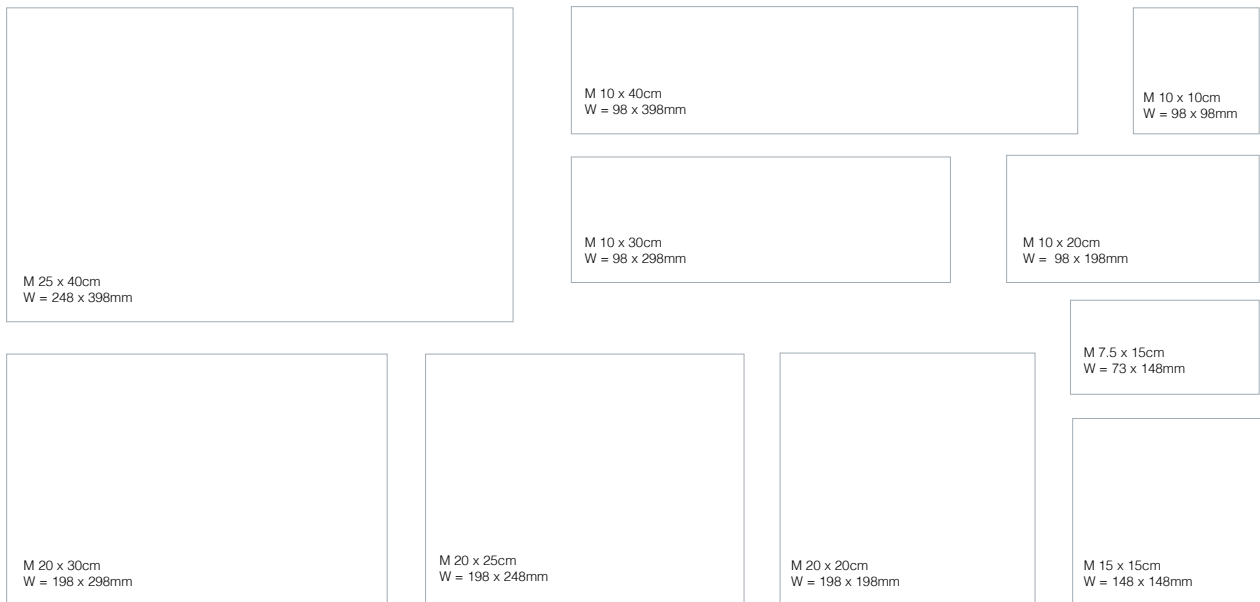 M 25 x 40cm
W = 248 x 398mm
M 10 x 40cm
W = 98 x 398mm
M 10 x 10cm
W = 98 x 98mm
M 10 x 30cm
W = 98 x 298mm
M 10 x 20cm
W =  98 x 198mm
M 7.5 x 15cm
W = 73 x 148mm
M 20 x 30cm
W = 198 x 298mm
M 20 x 25cm
W = 198 x 248mm
M 20 x 20cm
W = 198 x 198mm
M 15 x 15cm
W = 148 x 148mm